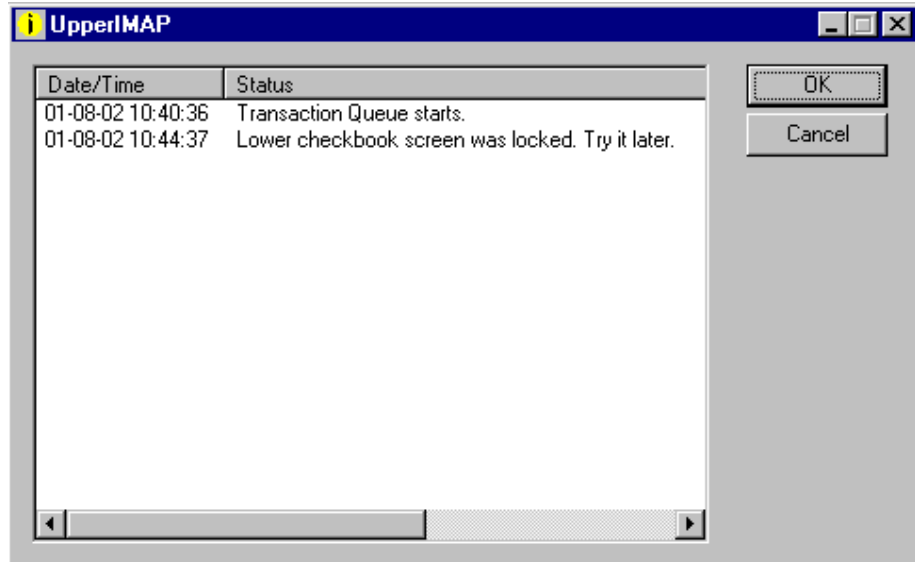 UpperIMAP
Date/Time Status
01-08-02 10:40:36 Transaction Queue starts.
01-08-02 10:44:37 Lower checkbook screen was locked. Try it later.
OK
Cancel